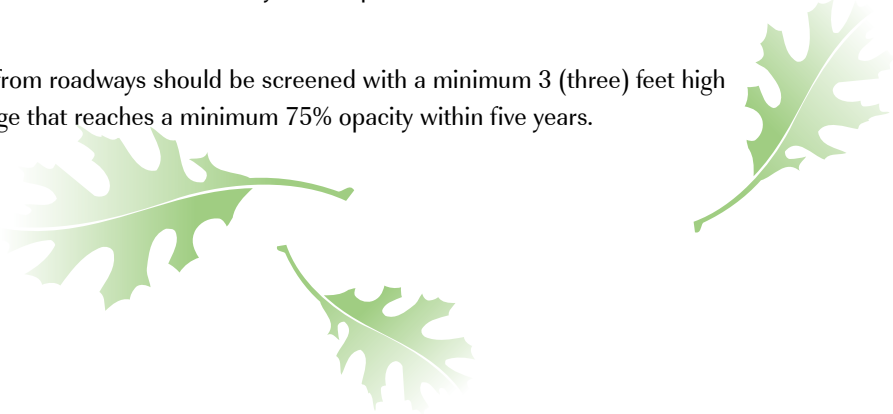 from roadways should be screened with a minimum 3 (three) feet high
ge that reaches a minimum 75% opacity within five years.